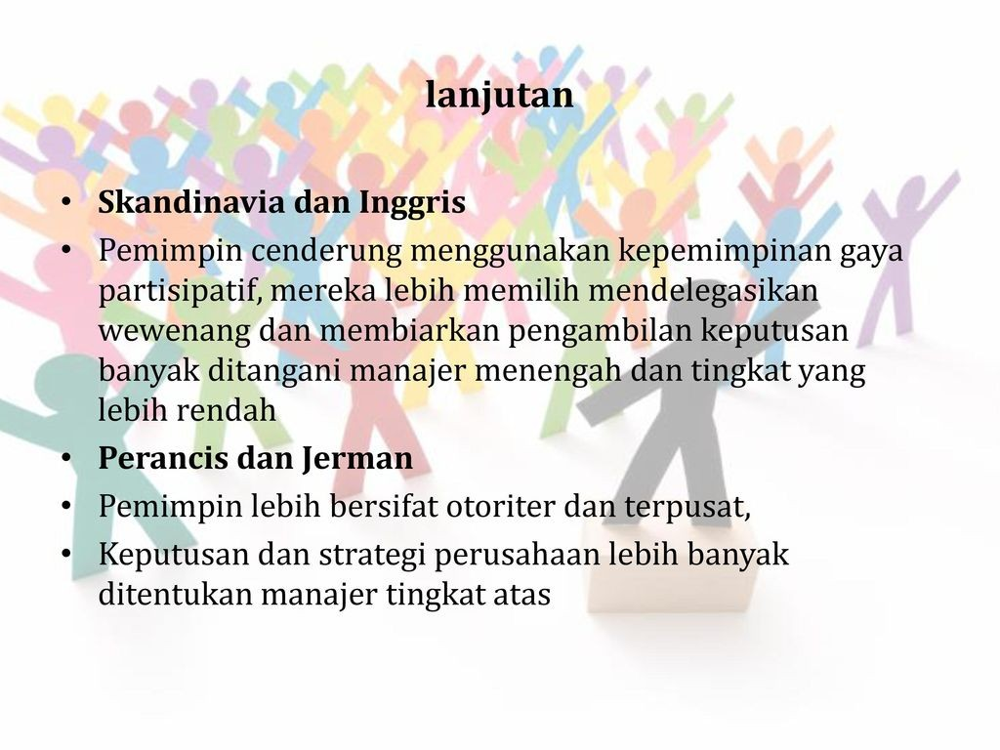 lanjutan
• Skandinavia dan Inggris
• Pemimpin cenderung menggunakan kepemimpinan gaya
partisipatif, mereka lebih memilih mendelegasikan
wewenang dan membiarkan pengambilan keputusan
banyak ditangani manajer menengah dan tingkat yang
lebih rendah
• Perancis dan Jerman
• Pemimpin lebih bersifat otoriter dan terpusat,
• Keputusan dan strategi perusahaan lebih banyak
ditentukan manajer tingkat atas